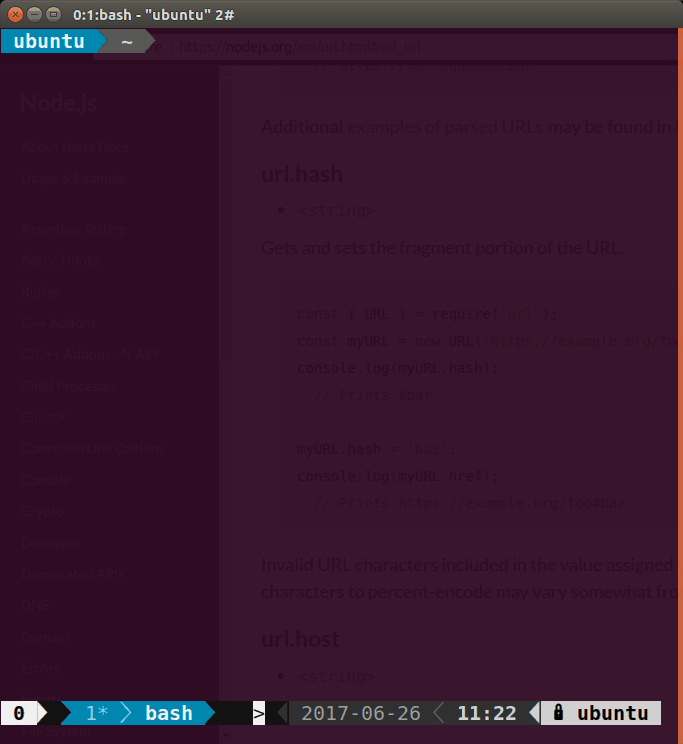 0:1:bash - "ubuntu" 2#
ubuntu ~ https://nodejs.org/api/url.html#url_url
Node.js
About these Docs
Usage & Example
Assertion Testing
Async Hooks
Buffer
C++ Addons
C/C++ Addons - N-API
Child Processes
Cluster
Command Line Options
Console
Crypto
Debugger
Deprecated APIs
DNS
Domain
Errors
File System
Additional examples of parsed URLs may be found in
url.hash
<string>
Gets and sets the fragment portion of the URL.
const { URL } = require('url');
const myURL = new URL('https://example.org/foo
console.log(myURL.hash);
// Prints #bar
myURL.hash = 'baz';
console.log(myURL.href);
// Prints https://example.org/foo#baz
Invalid URL characters included in the value assigned
characters to percent-encode may vary somewhat fro
url.host
<string>
0 1* bash > 2017-06-26 11:22 ubuntu